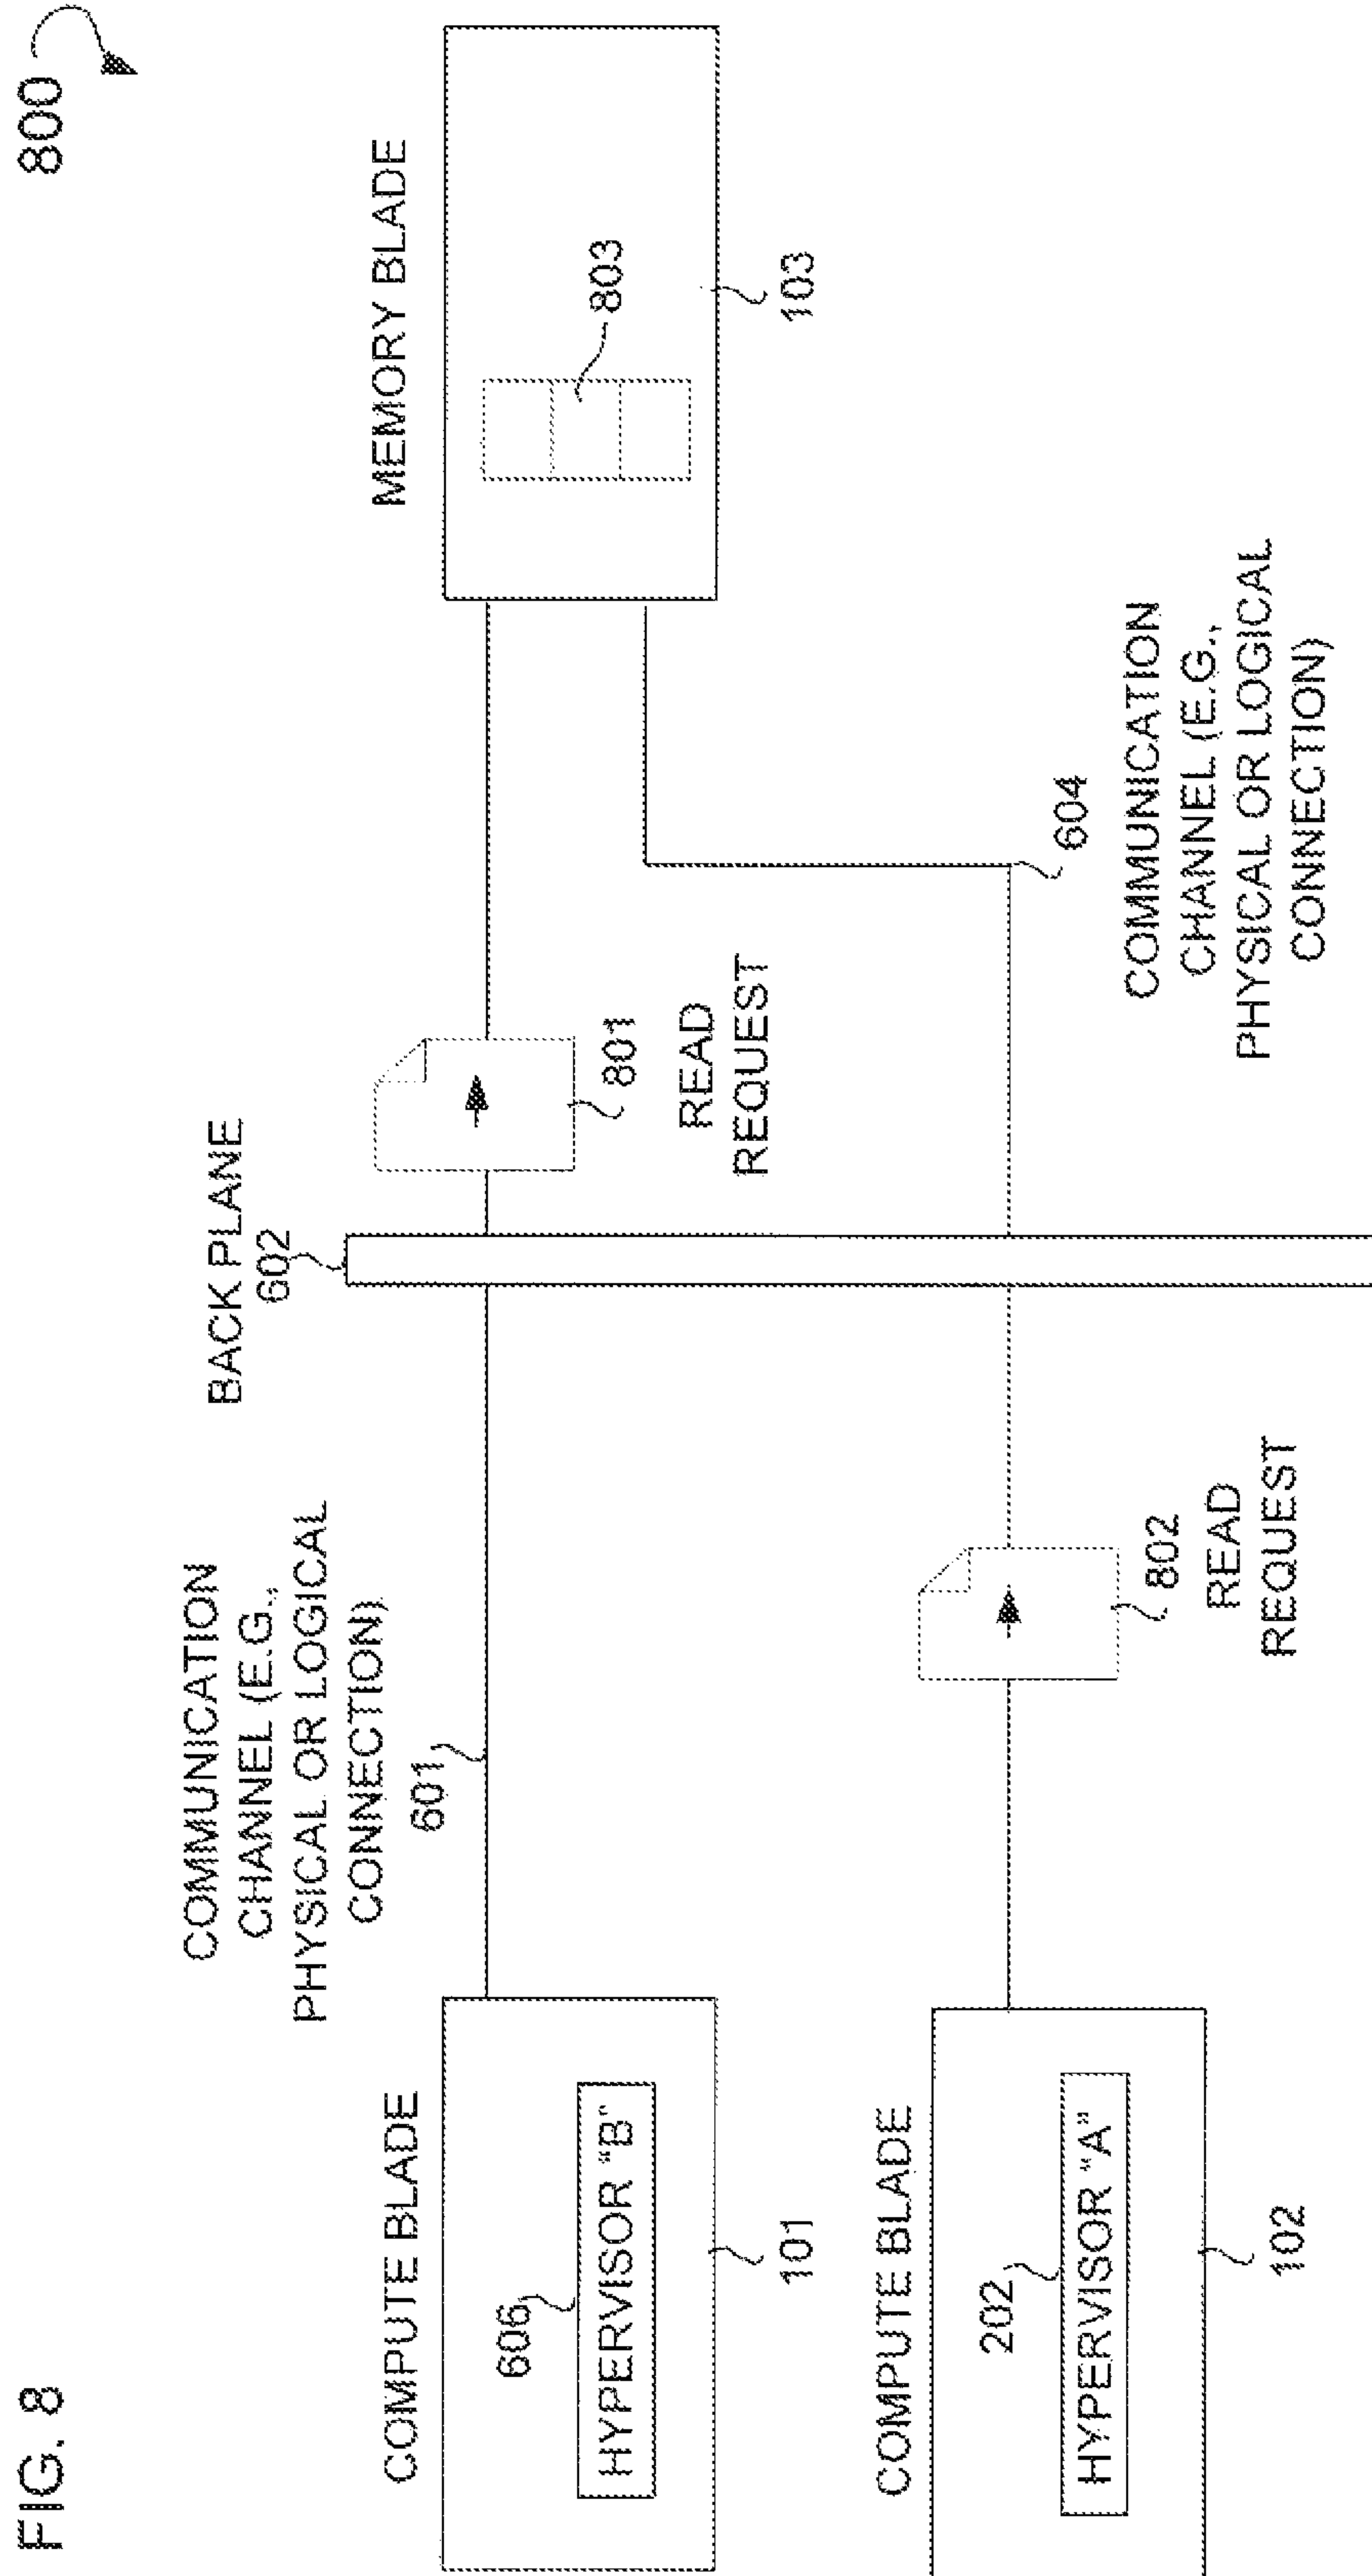 FIG. 8
800
COMMUNICATION
CHANNEL (E.G.,
PHYSICAL OR LOGICAL
CONNECTION)
601
BACK PLANE
602
COMPUTE BLADE
606
HYPERVISOR "B"
101
801
READ
REQUEST
MEMORY BLADE
803
103
COMPUTE BLADE
202
HYPERVISOR "A"
102
802
READ
REQUEST
604
COMMUNICATION
CHANNEL (E.G.,
PHYSICAL OR LOGICAL
CONNECTION)